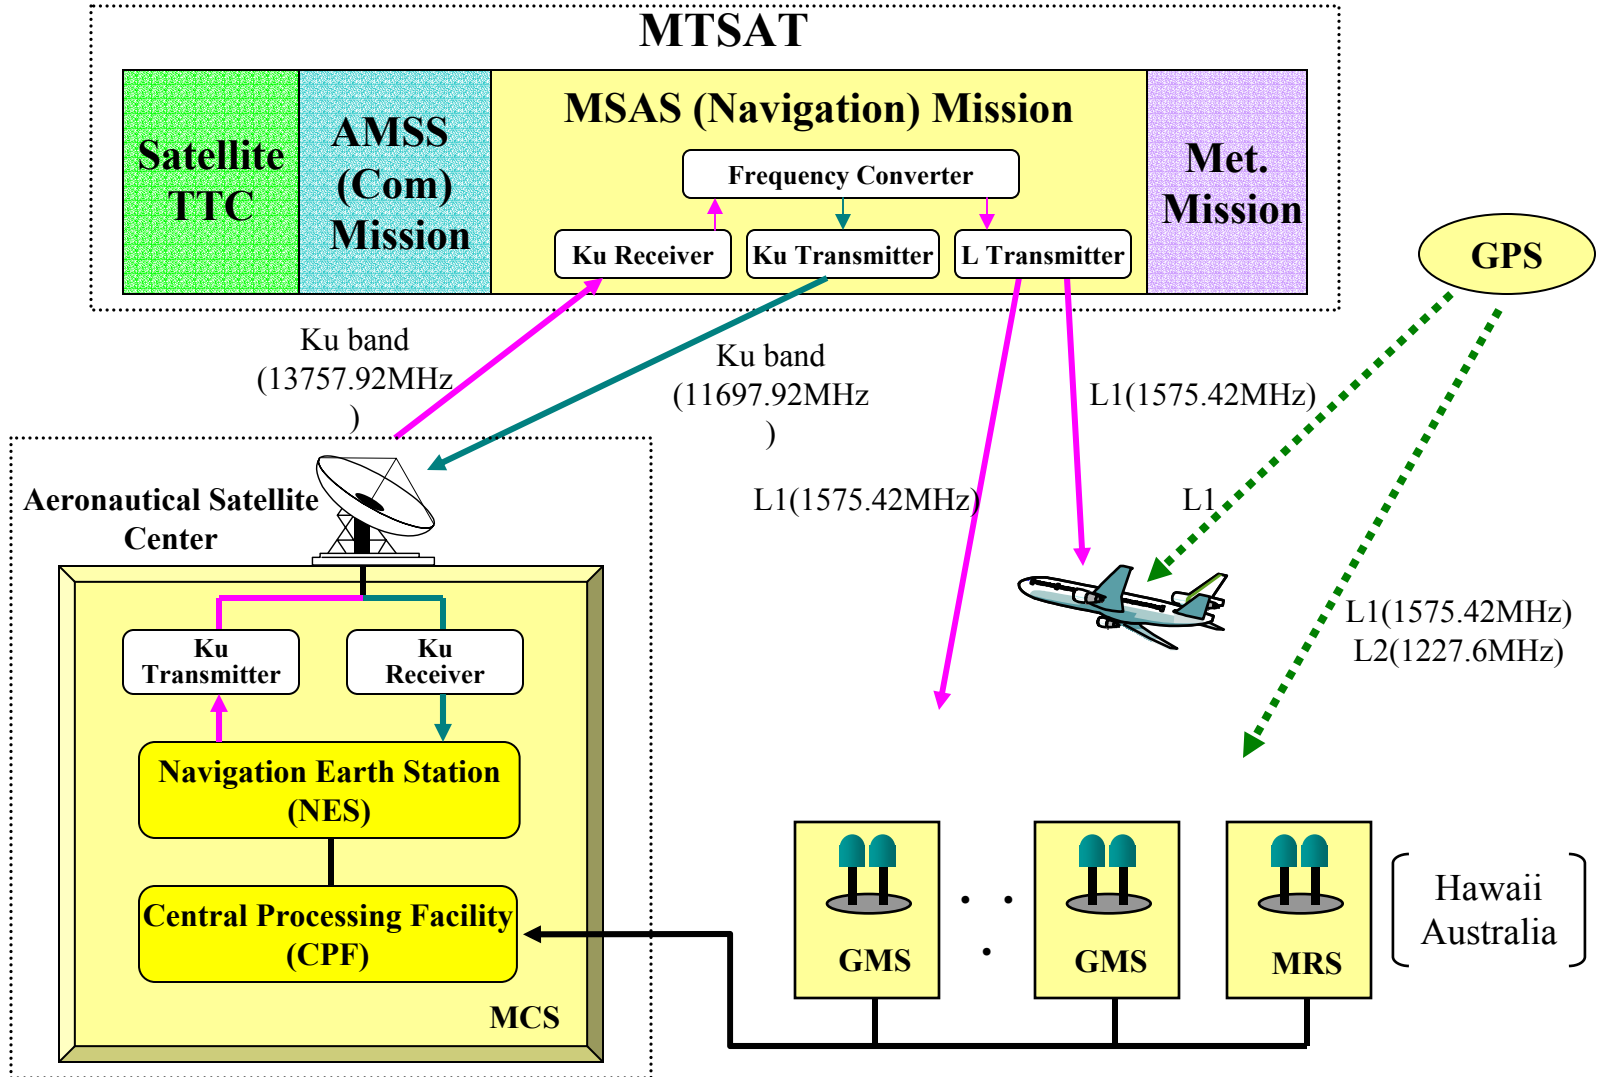 MTSAT
Satellite
TTC
AMSS
(Com)
Mission
MSAS (Navigation) Mission
Frequency Converter
Ku Receiver
Ku Transmitter
L Transmitter
Met.
Mission
GPS
Ku band
(13757.92MHz
)
Ku band
(11697.92MHz
)
L1(1575.42MHz)
L1(1575.42MHz)
L1
L1(1575.42MHz)
L2(1227.6MHz)
Aeronautical Satellite
Center
Ku
Transmitter
Ku
Receiver
Navigation Earth Station
(NES)
Central Processing Facility
(CPF)
MCS
GMS
. . .
GMS
MRS
Hawaii
Australia